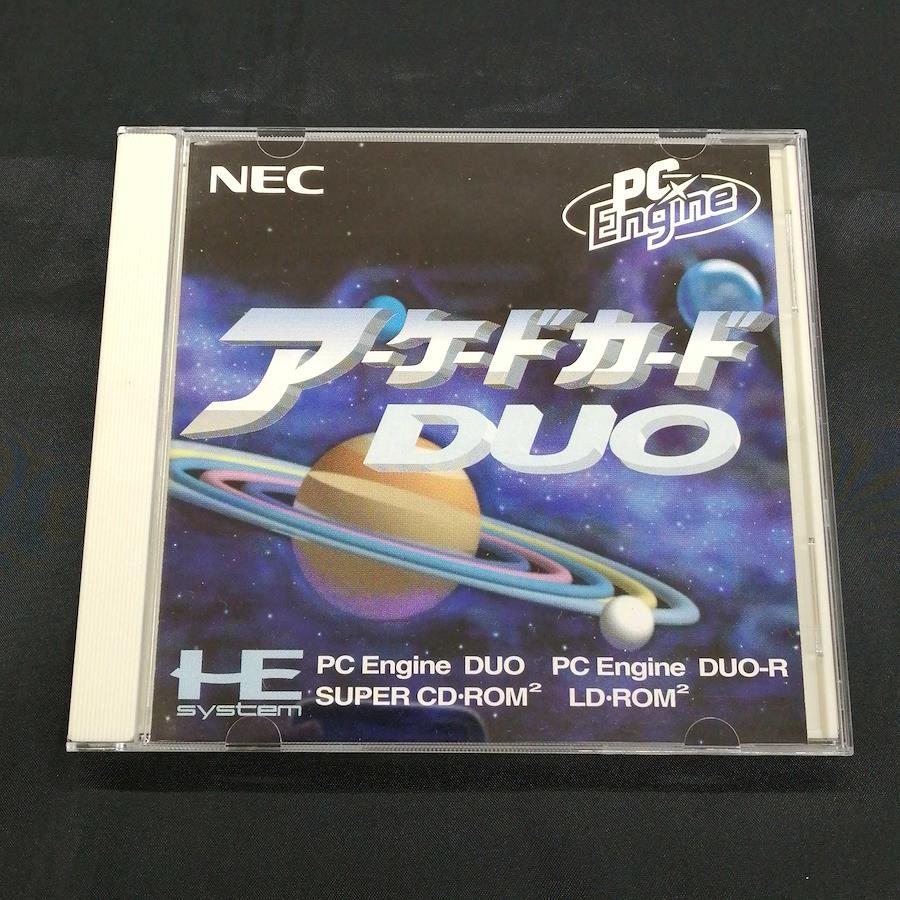 NEC
PC Engine
アーケードカード
DUO
HE system
PC Engine DUO PC Engine DUO-R
SUPER CD・ROM² LD・ROM²